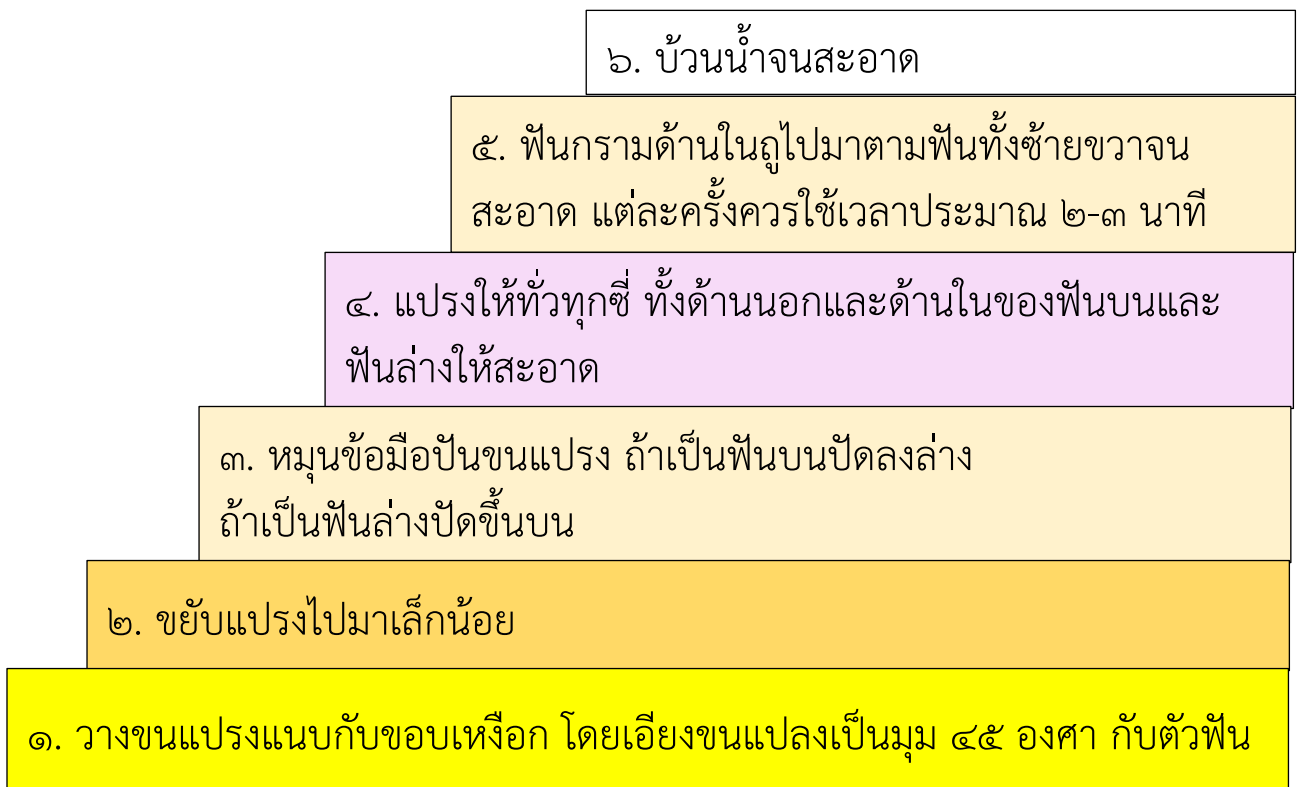 ๖. บ้วนน้ำจนสะอาด
๕. ฟันกรามด้านในถูไปมาตามฟันทั้งซ้ายขวาจน
สะอาด แต่ละครั้งควรใช้เวลาประมาณ ๒-๓ นาที
๔. แปรงให้ทั่วทุกซี่ ทั้งด้านนอกและด้านในของฟันบนและ
ฟันล่างให้สะอาด
๓. หมุนข้อมือปันขนแปรง ถ้าเป็นฟันบนปัดลงล่าง
ถ้าเป็นฟันล่างปัดขึ้นบน
๒. ขยับแปรงไปมาเล็กน้อย
๑. วางขนแปรงแนบกับขอบเหงือก โดยเอียงขนแปลงเป็นมุม ๔๕ องศา กับตัวฟัน